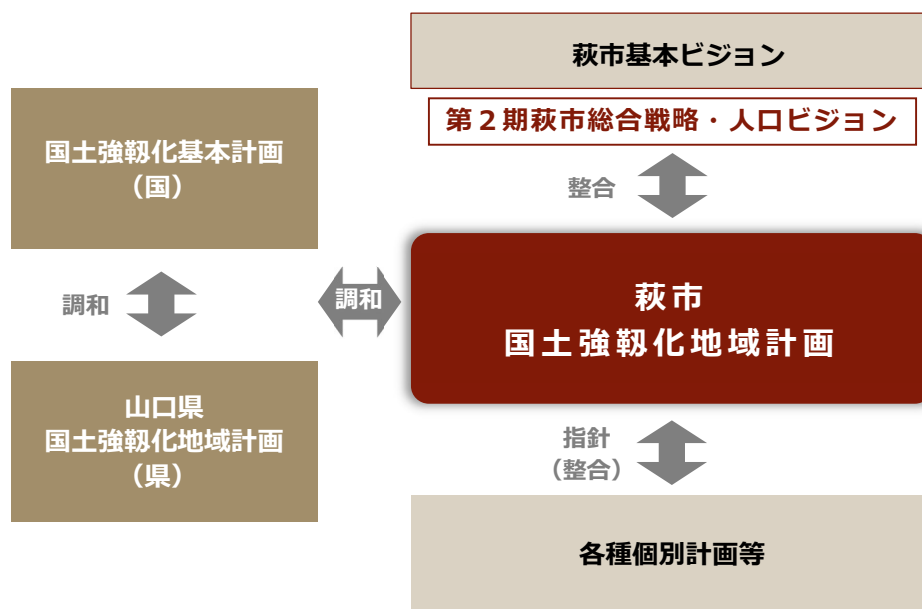 萩市基本ビジョン
第２期萩市総合戦略・人口ビジョン
国土強靱化基本計画
（国）
整合
調和
調和
萩市
国土強靱化地域計画
山口県
国土強靱化地域計画
（県）
指針
（整合）
各種個別計画等